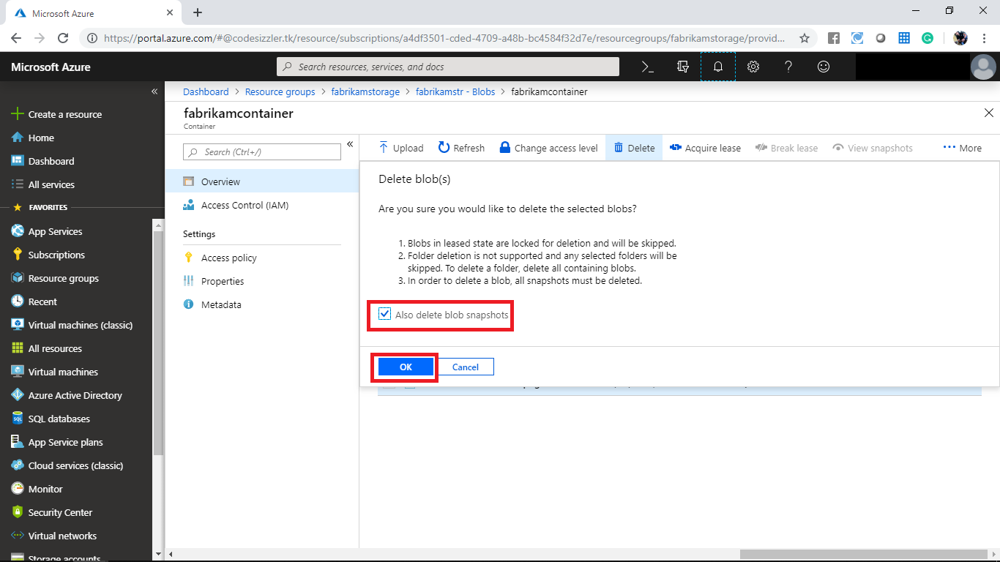 Microsoft Azure
https://portal.azure.com/#@codesizzler.tk/resource/subscriptions/a4df3501-cded-4709-a48b-bc4584f32d7e/resourcegroups/fabrikamstorage/provid...
Microsoft Azure
Search resources, services, and docs
Create a resource
Home
Dashboard
All services
FAVORITES
App Services
Subscriptions
Resource groups
Recent
Virtual machines (classic)
All resources
Virtual machines
Azure Active Directory
SQL databases
App Service plans
Cloud services (classic)
Monitor
Security Center
Virtual networks
Storage accounts
Dashboard > Resource groups > fabrikamstorage > fabrikamstr - Blobs > fabrikamcontainer
fabrikamcontainer
Container
Search (Ctrl+/)
Overview
Access Control (IAM)
Settings
Access policy
Properties
Metadata
Upload Refresh Change access level Delete Acquire lease Break lease View snapshots More
Delete blob(s)
Are you sure you would like to delete the selected blobs?
1. Blobs in leased state are locked for deletion and will be skipped.
2. Folder deletion is not supported and any selected folders will be
skipped. To delete a folder, delete all containing blobs.
3. In order to delete a blob, all snapshots must be deleted.
Also delete blob snapshots
OK Cancel